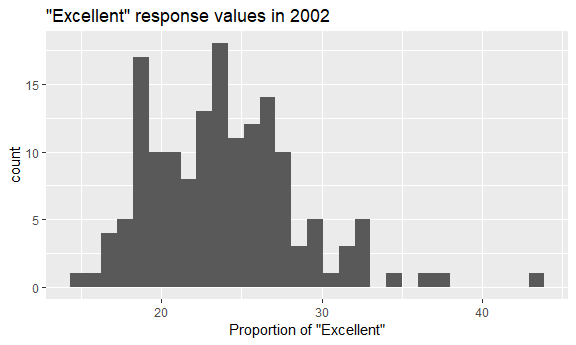 "Excellent" response values in 2002
count
15
10
5
0
20
30
40
Proportion of "Excellent"